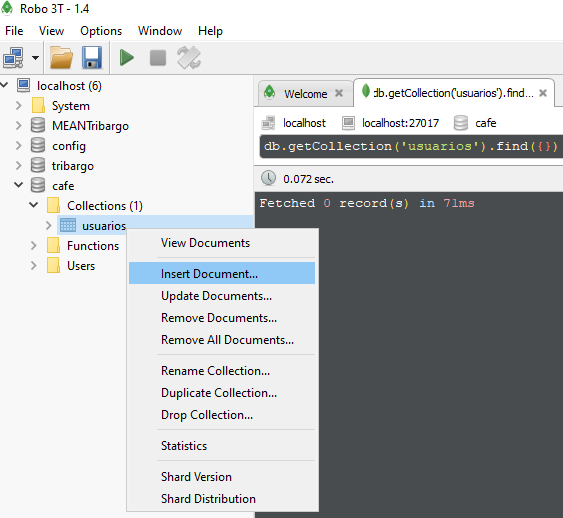 Robo 3T - 1.4
File View Options Window Help
localhost (6)
System
MEANTribargo
config
tribargo
cafe
Collections (1)
usuarios
Functions
Users
Welcome
db.getCollection('usuarios').find...
localhost localhost:27017 cafe
db.getCollection('usuarios').find({})
0.072 sec.
Fetched 0 record(s) in 71ms
View Documents
Insert Document...
Update Documents...
Remove Documents...
Remove All Documents...
Rename Collection...
Duplicate Collection...
Drop Collection...
Statistics
Shard Version
Shard Distribution